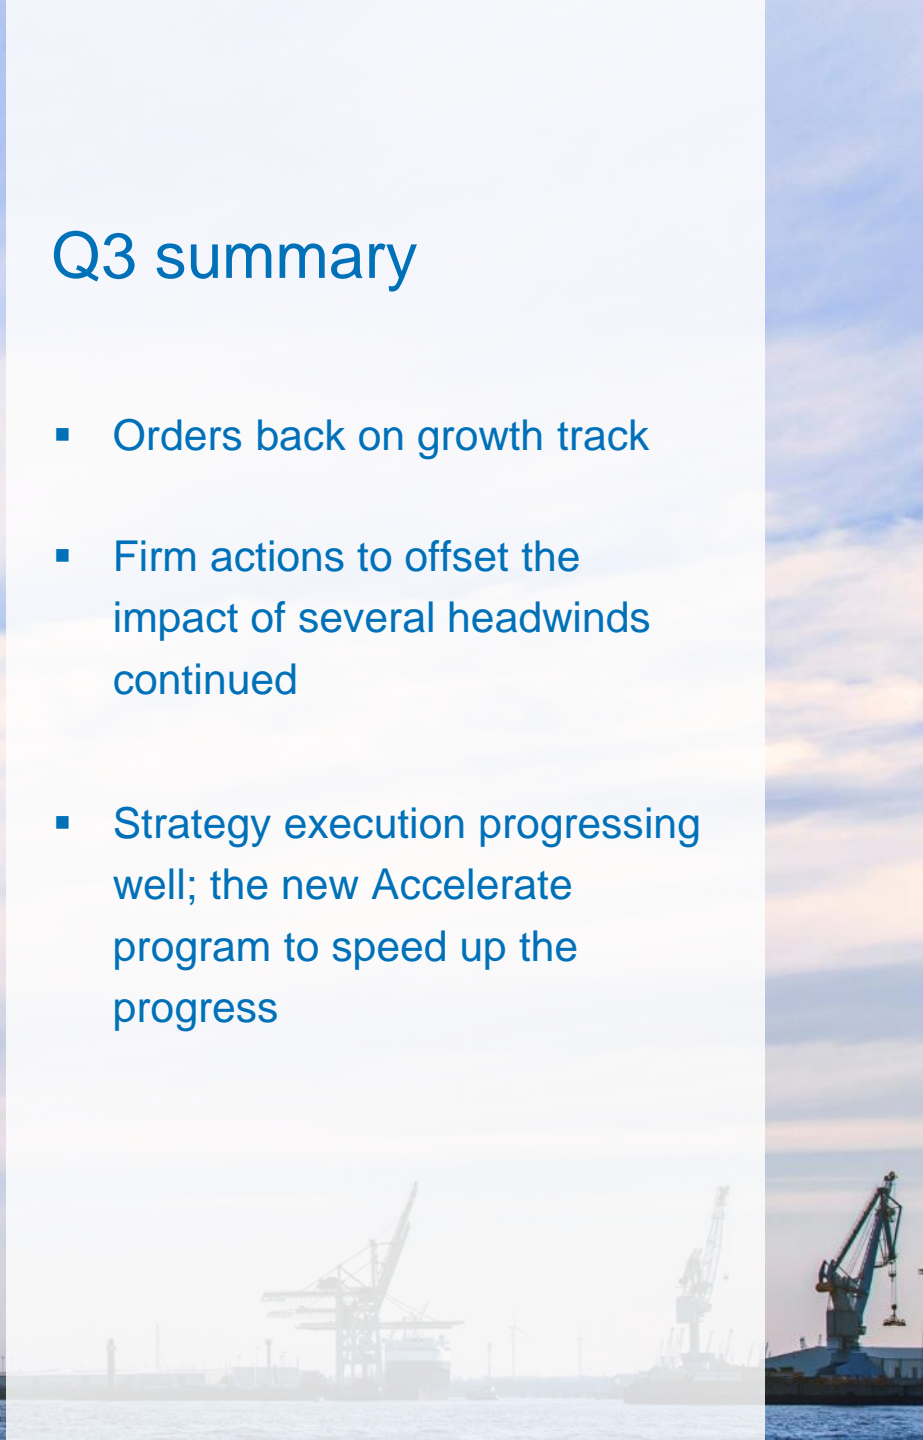 Q3 summary
▪ Orders back on growth track
▪ Firm actions to offset the
impact of several headwinds
continued
▪ Strategy execution progressing
well; the new Accelerate
program to speed up the
progress